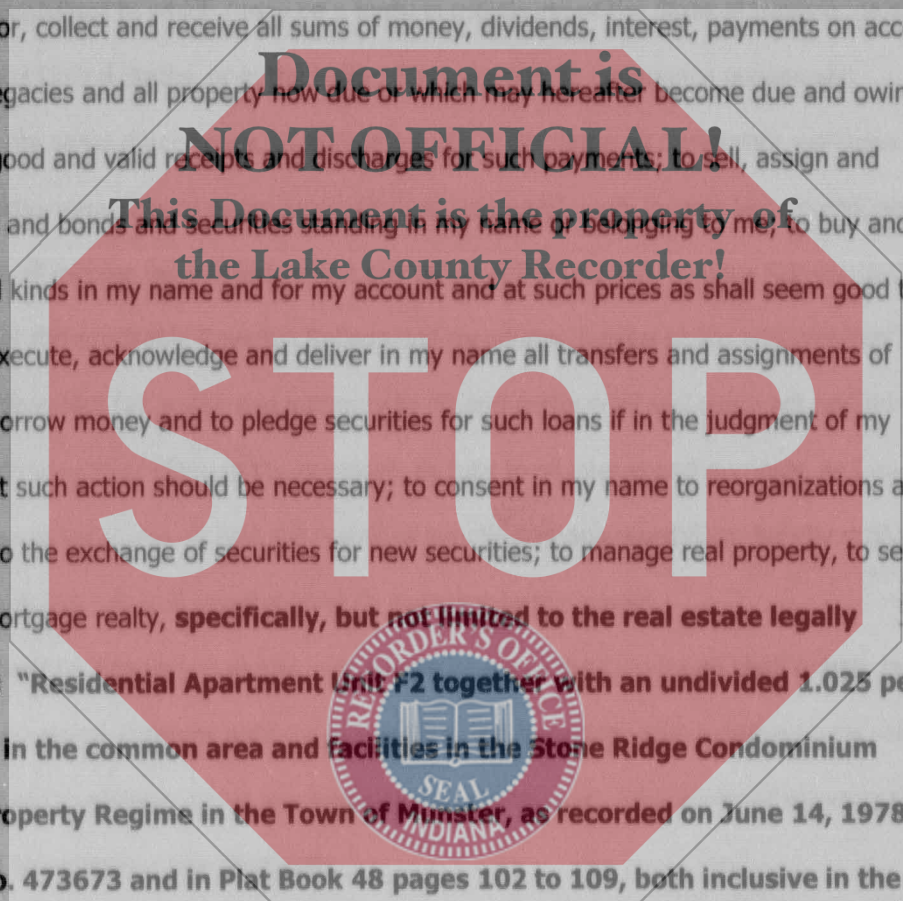 or, collect and receive all sums of money, dividends, interest, payments on acc
Document is
egacies and all property now due or which may hereafter become due and owin
NOT OFFICIAL!
ood and valid receipts and discharges for such payments; to sell, assign and
This Document is the property of
and bonds and securities standing in my name or belonging to me; to buy and
the Lake County Recorder!
kinds in my name and for my account and at such prices as shall seem good t
xecute, acknowledge and deliver in my name all transfers and assignments of
STOP
orrow money and to pledge securities for such loans if in the judgment of my
t such action should be necessary; to consent in my name to reorganizations a
o the exchange of securities for new securities; to manage real property, to se
ortgage realty, specifically, but not limited to the real estate legally
RECORDER'S OFFICE
"Residential Apartment Unit F2 together with an undivided 1.025 pe
in the common area and facilities in the Stone Ridge Condominium
SEAL
operty Regime in the Town of Munster, as recorded on June 14, 1978
INDIANA
o. 473673 and in Plat Book 48 pages 102 to 109, both inclusive in the